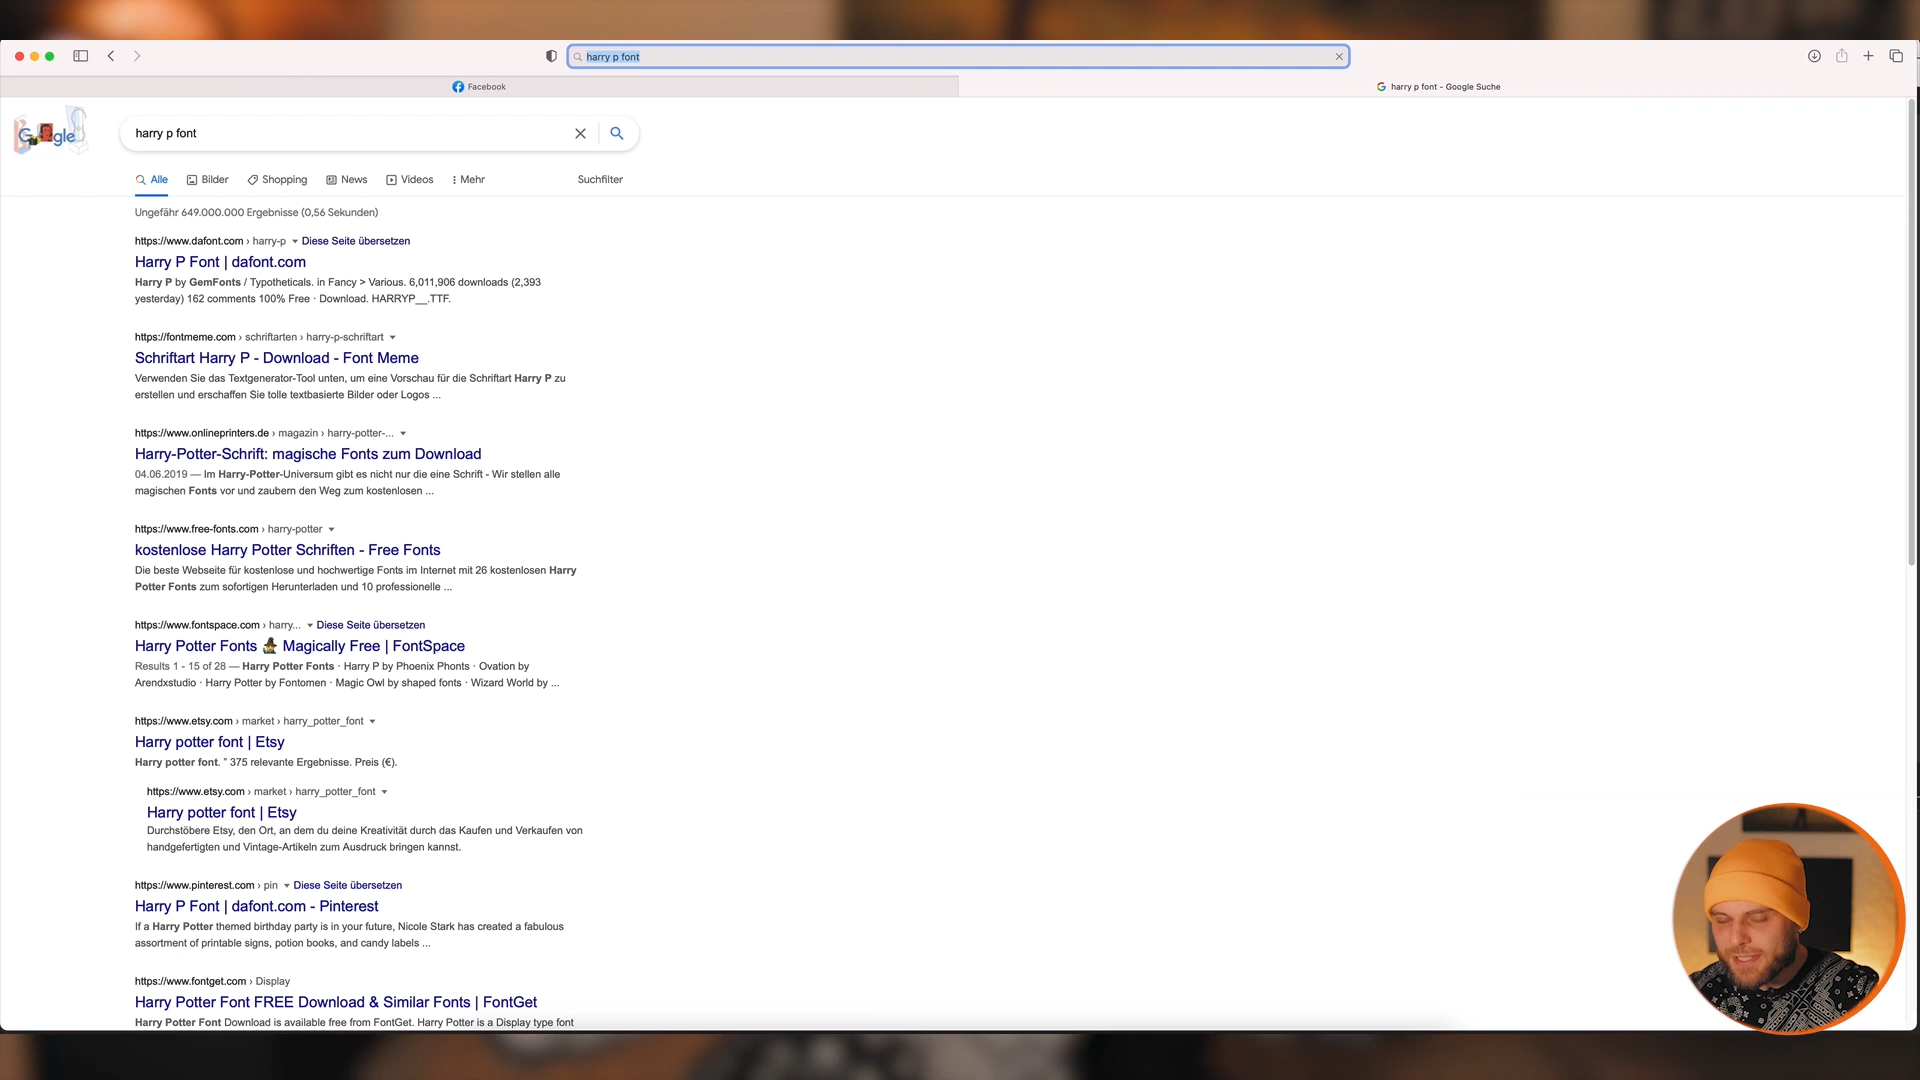 harry p font
Facebook
harry p font - Google Suche
Google
harry p font
Alle
Bilder
Shopping
News
Videos
Mehr
Suchfilter
Ungefähr 649.000.000 Ergebnisse (0,56 Sekunden)
https://www.dafont.com › harry-p Diese Seite übersetzen
Harry P Font | dafont.com
Harry P by GemFonts / Typotheticals. in Fancy > Various. 6,011,906 downloads (2,393
yesterday) 162 comments 100% Free · Download. HARRYP__.TTF.
https://fontmeme.com › schriftarten › harry-p-schriftart
Schriftart Harry P - Download - Font Meme
Verwenden Sie das Textgenerator-Tool unten, um eine Vorschau für die Schriftart Harry P zu
erstellen und erschaffen Sie tolle textbasierte Bilder oder Logos ...
https://www.onlineprinters.de › magazin › harry-potter-...
Harry-Potter-Schrift: magische Fonts zum Download
04.06.2019 — Im Harry-Potter-Universum gibt es nicht nur die eine Schrift - Wir stellen alle
magischen Fonts vor und zaubern den Weg zum kostenlosen ...
https://www.free-fonts.com › harry-potter
kostenlose Harry Potter Schriften - Free Fonts
Die beste Webseite für kostenlose und hochwertige Fonts im Internet mit 26 kostenlosen Harry
Potter Fonts zum sofortigen Herunterladen und 10 professionelle ...
https://www.fontspace.com › harry... Diese Seite übersetzen
Harry Potter Fonts Magically Free | FontSpace
Results 1 - 15 of 28 — Harry Potter Fonts · Harry P by Phoenix Phonts · Ovation by
Arendxstudio · Harry Potter by Fontomen · Magic Owl by shaped fonts · Wizard World by ...
https://www.etsy.com › market › harry_potter_font
Harry potter font | Etsy
Harry potter font. " 375 relevante Ergebnisse. Preis (€).
https://www.etsy.com › market › harry_potter_font
Harry potter font | Etsy
Durchstöbere Etsy, den Ort, an dem du deine Kreativität durch das Kaufen und Verkaufen von
handgefertigten und Vintage-Artikeln zum Ausdruck bringen kannst.
https://www.pinterest.com › pin Diese Seite übersetzen
Harry P Font | dafont.com - Pinterest
If a Harry Potter themed birthday party is in your future, Nicole Stark has created a fabulous
assortment of printable signs, potion books, and candy labels ...
https://www.fontget.com › Display
Harry Potter Font FREE Download & Similar Fonts | FontGet
Harry Potter Font Download is available free from FontGet. Harry Potter is a Display type font